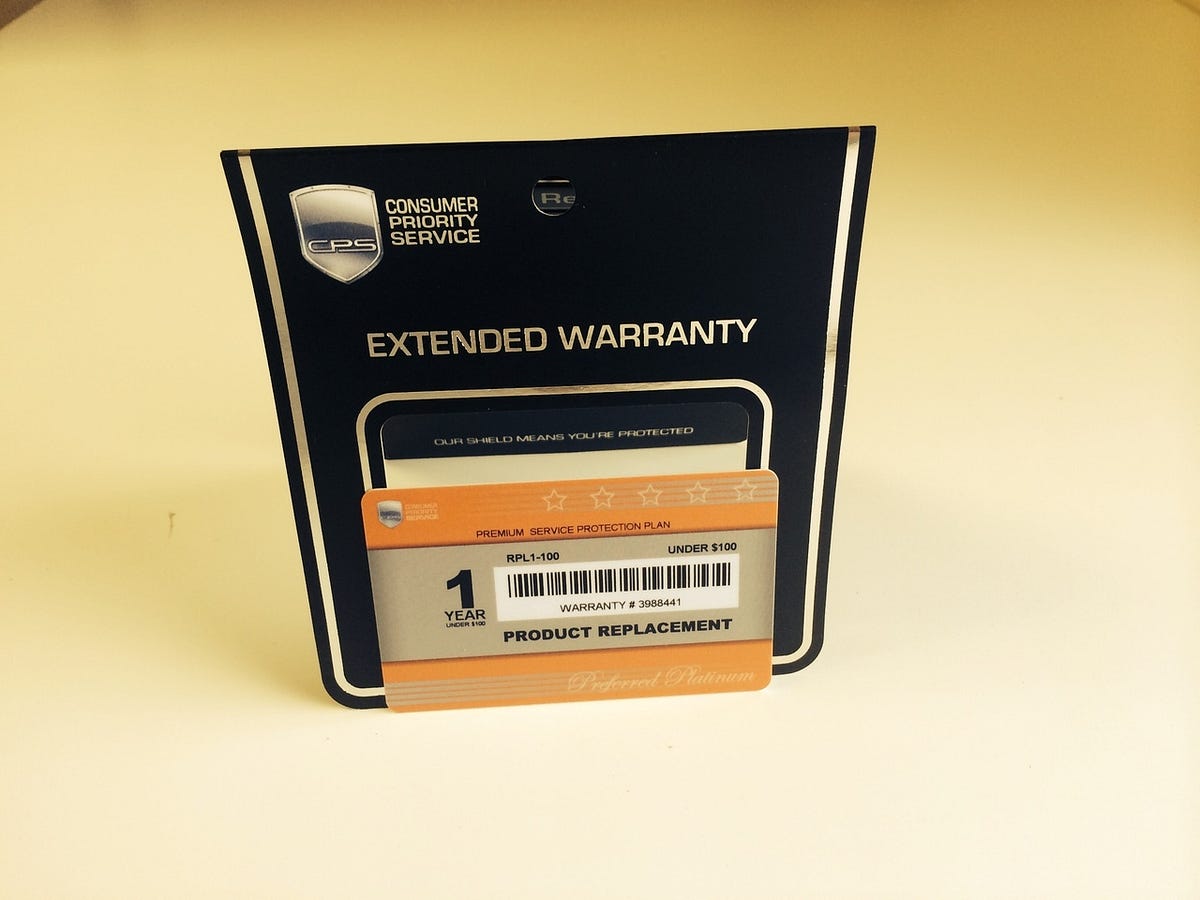 CPS
CONSUMER
PRIORITY
SERVICE
Re
EXTENDED WARRANTY
OUR SHIELD MEANS YOU'RE PROTECTED
CONSUMER
PRIORITY
SERVICE
PREMIUM SERVICE PROTECTION PLAN
RPL1-100 UNDER $100
1
YEAR
UNDER $100
WARRANTY # 3988441
PRODUCT REPLACEMENT
Preferred Platinum